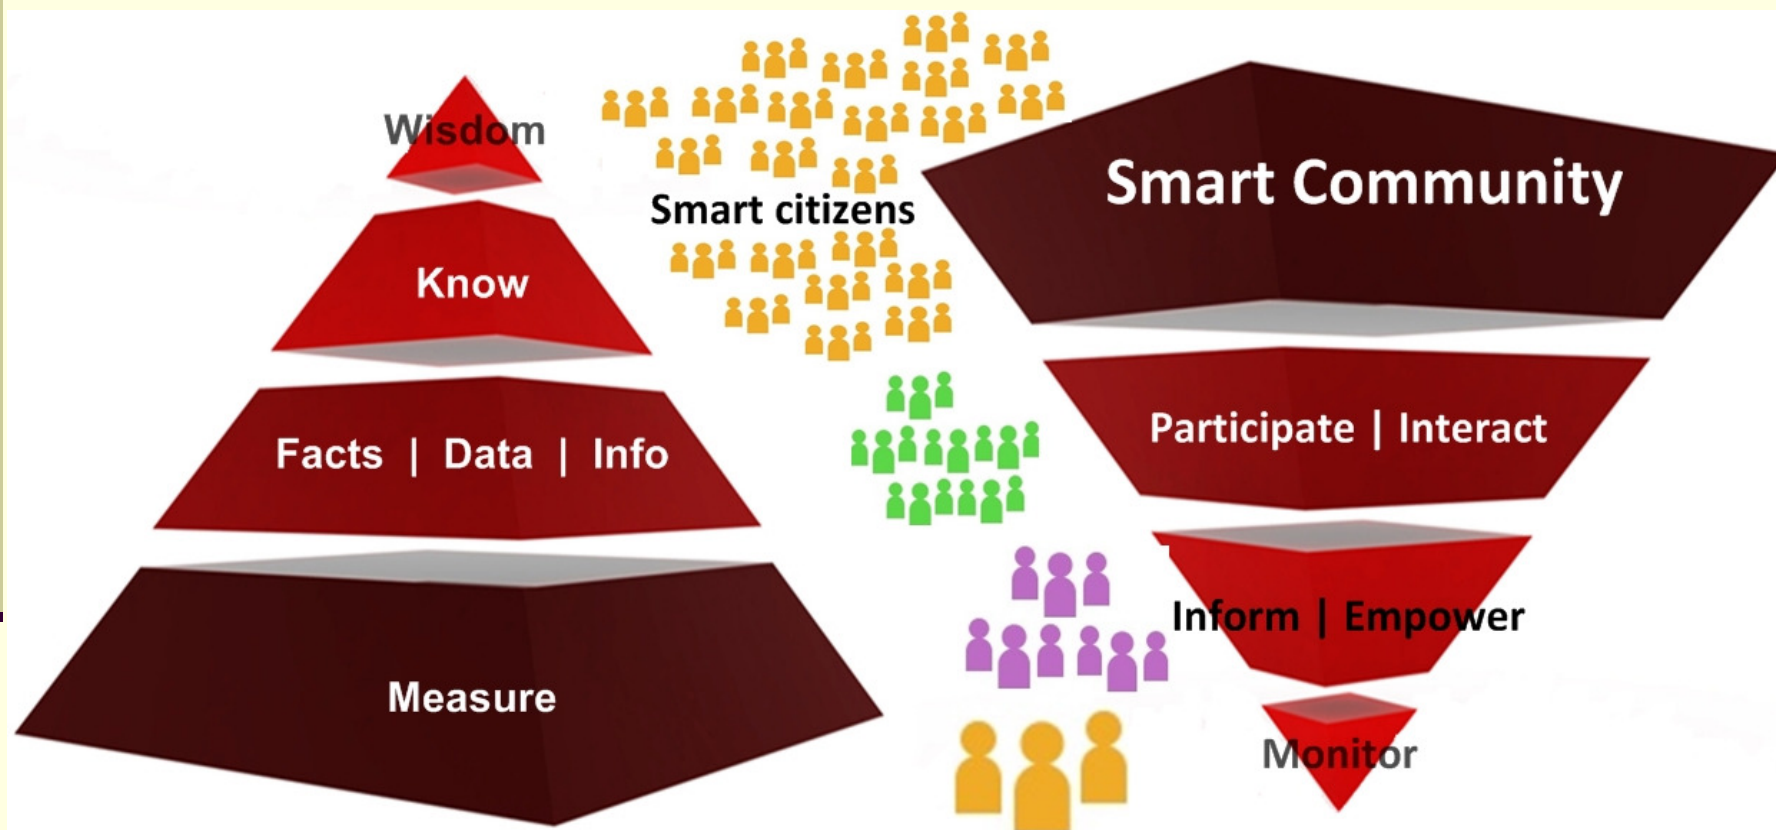 Wisdom
Know
Facts | Data | Info
Measure
Smart citizens
Smart Community
Participate | Interact
Inform | Empower
Monitor